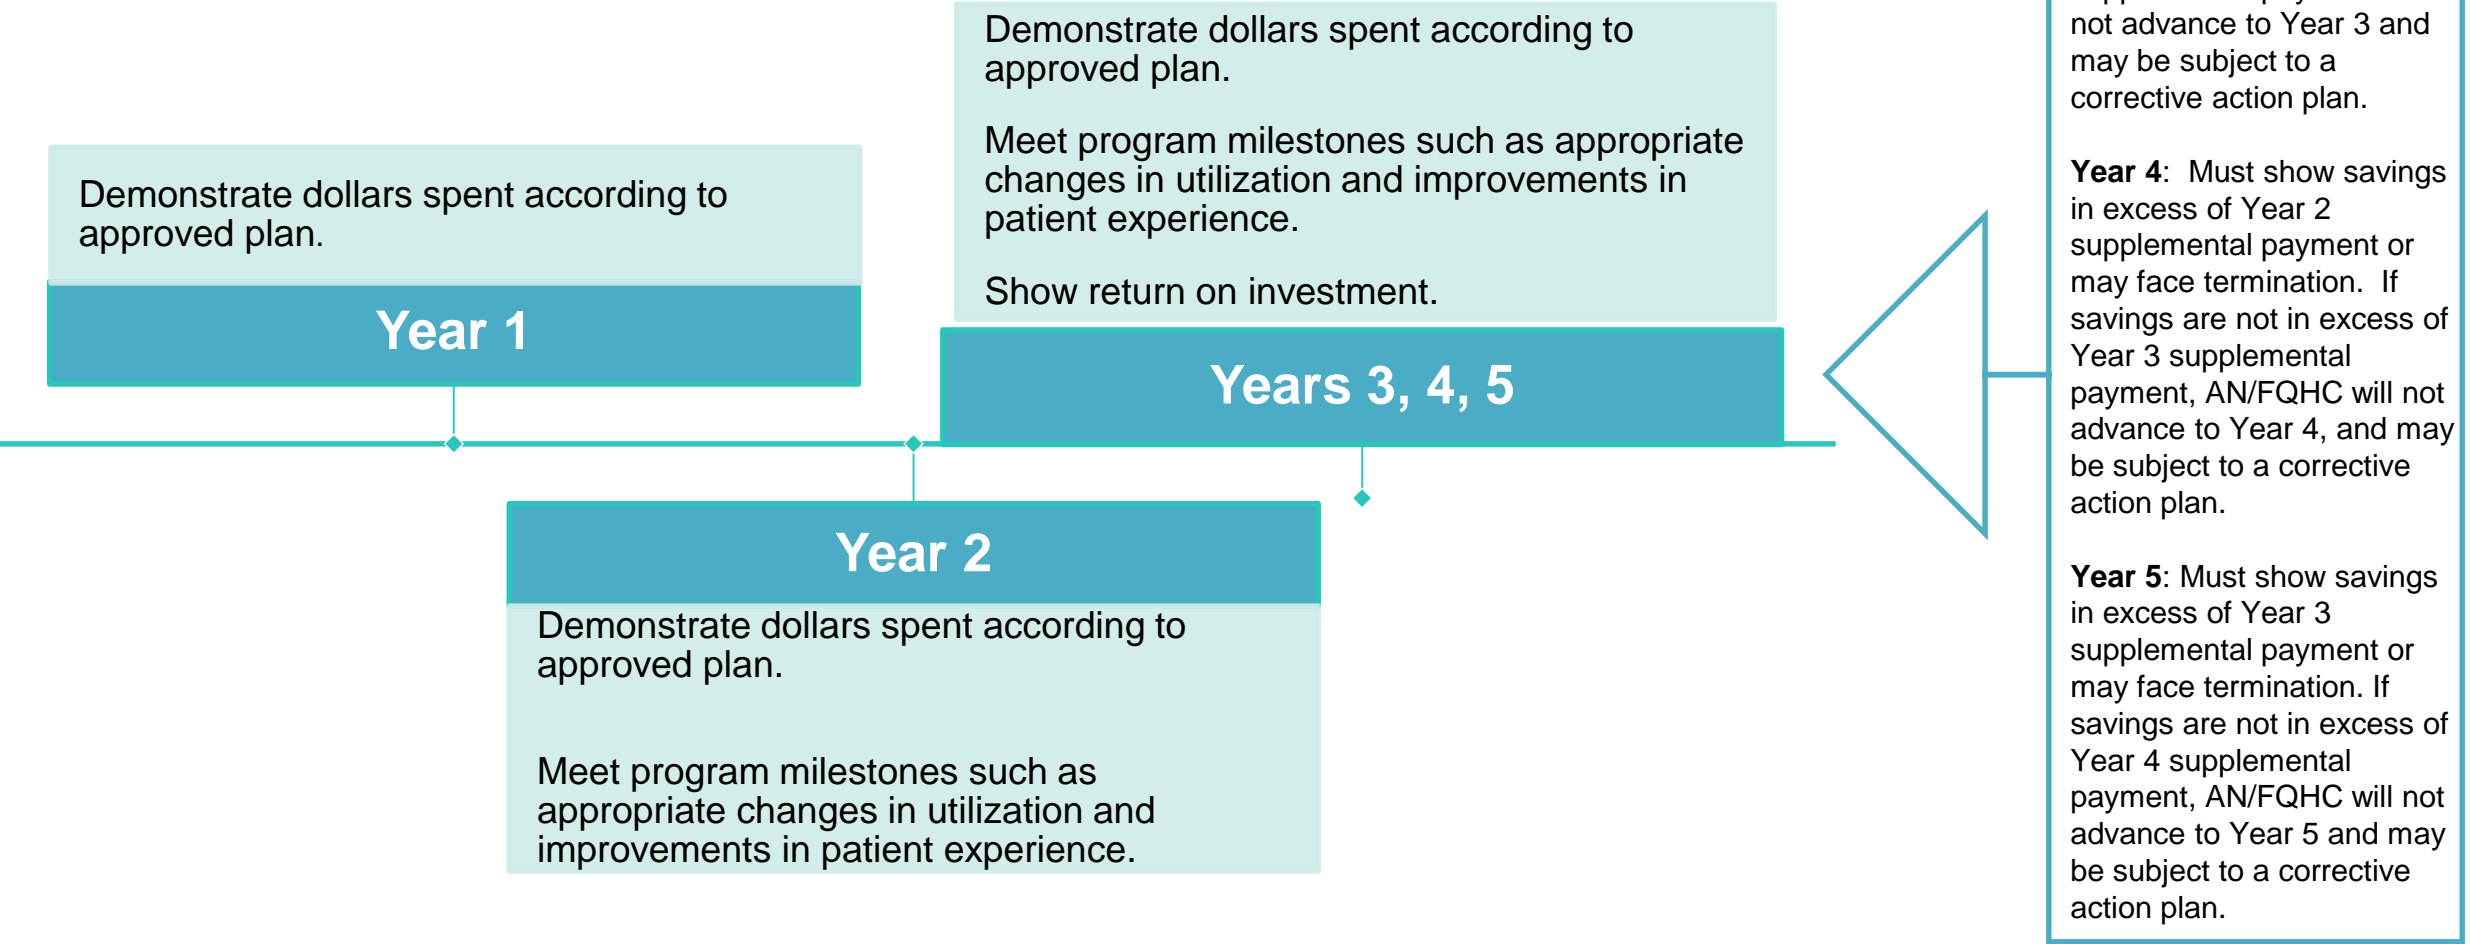 Demonstrate dollars spent according to
approved plan.
Year 1
Year 2
Demonstrate dollars spent according to
approved plan.
Meet program milestones such as
appropriate changes in utilization and
improvements in patient experience.
Demonstrate dollars spent according to
approved plan.
Meet program milestones such as appropriate
changes in utilization and improvements in
patient experience.
Show return on investment.
Years 3, 4, 5
not advance to Year 3 and
may be subject to a
corrective action plan.
Year 4:  Must show savings
in excess of Year 2
supplemental payment or
may face termination.  If
savings are not in excess of
Year 3 supplemental
payment, AN/FQHC will not
advance to Year 4, and may
be subject to a corrective
action plan.
Year 5: Must show savings
in excess of Year 3
supplemental payment or
may face termination. If
savings are not in excess of
Year 4 supplemental
payment, AN/FQHC will not
advance to Year 5 and may
be subject to a corrective
action plan.